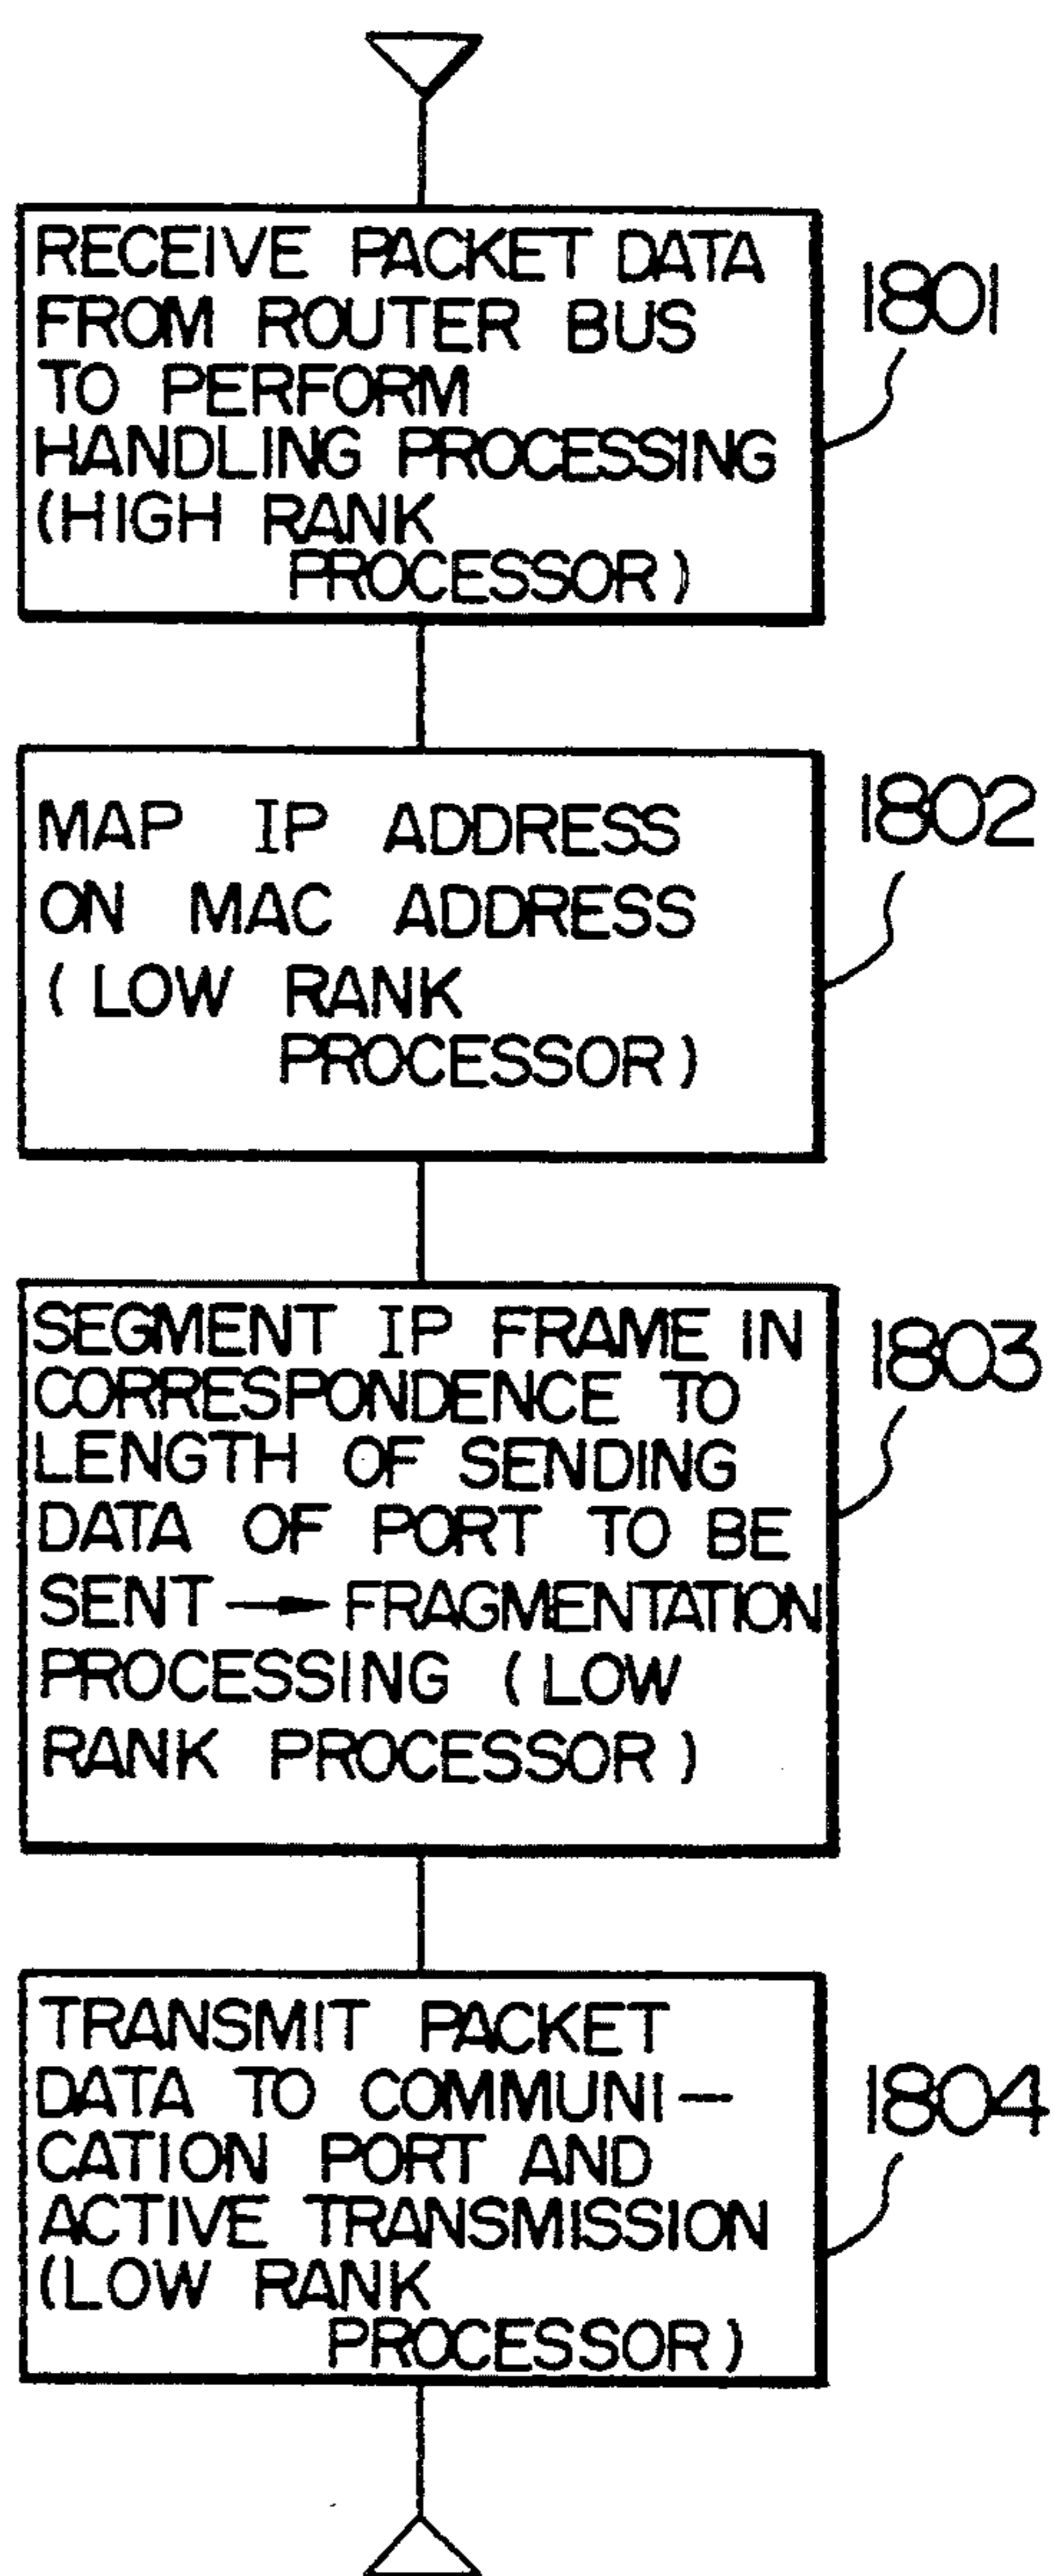 RECEIVE PACKET DATA
FROM ROUTER BUS
TO PERFORM
HANDLING PROCESSING
(HIGH RANK
PROCESSOR)
1801
MAP IP ADDRESS
ON MAC ADDRESS
(LOW RANK
PROCESSOR)
1802
SEGMENT IP FRAME IN
CORRESPONDENCE TO
LENGTH OF SENDING
DATA OF PORT TO BE
SENT → FRAGMENTATION
PROCESSING (LOW
RANK PROCESSOR)
1803
TRANSMIT PACKET
DATA TO COMMUNI-
CATION PORT AND
ACTIVE TRANSMISSION
(LOW RANK
PROCESSOR)
1804